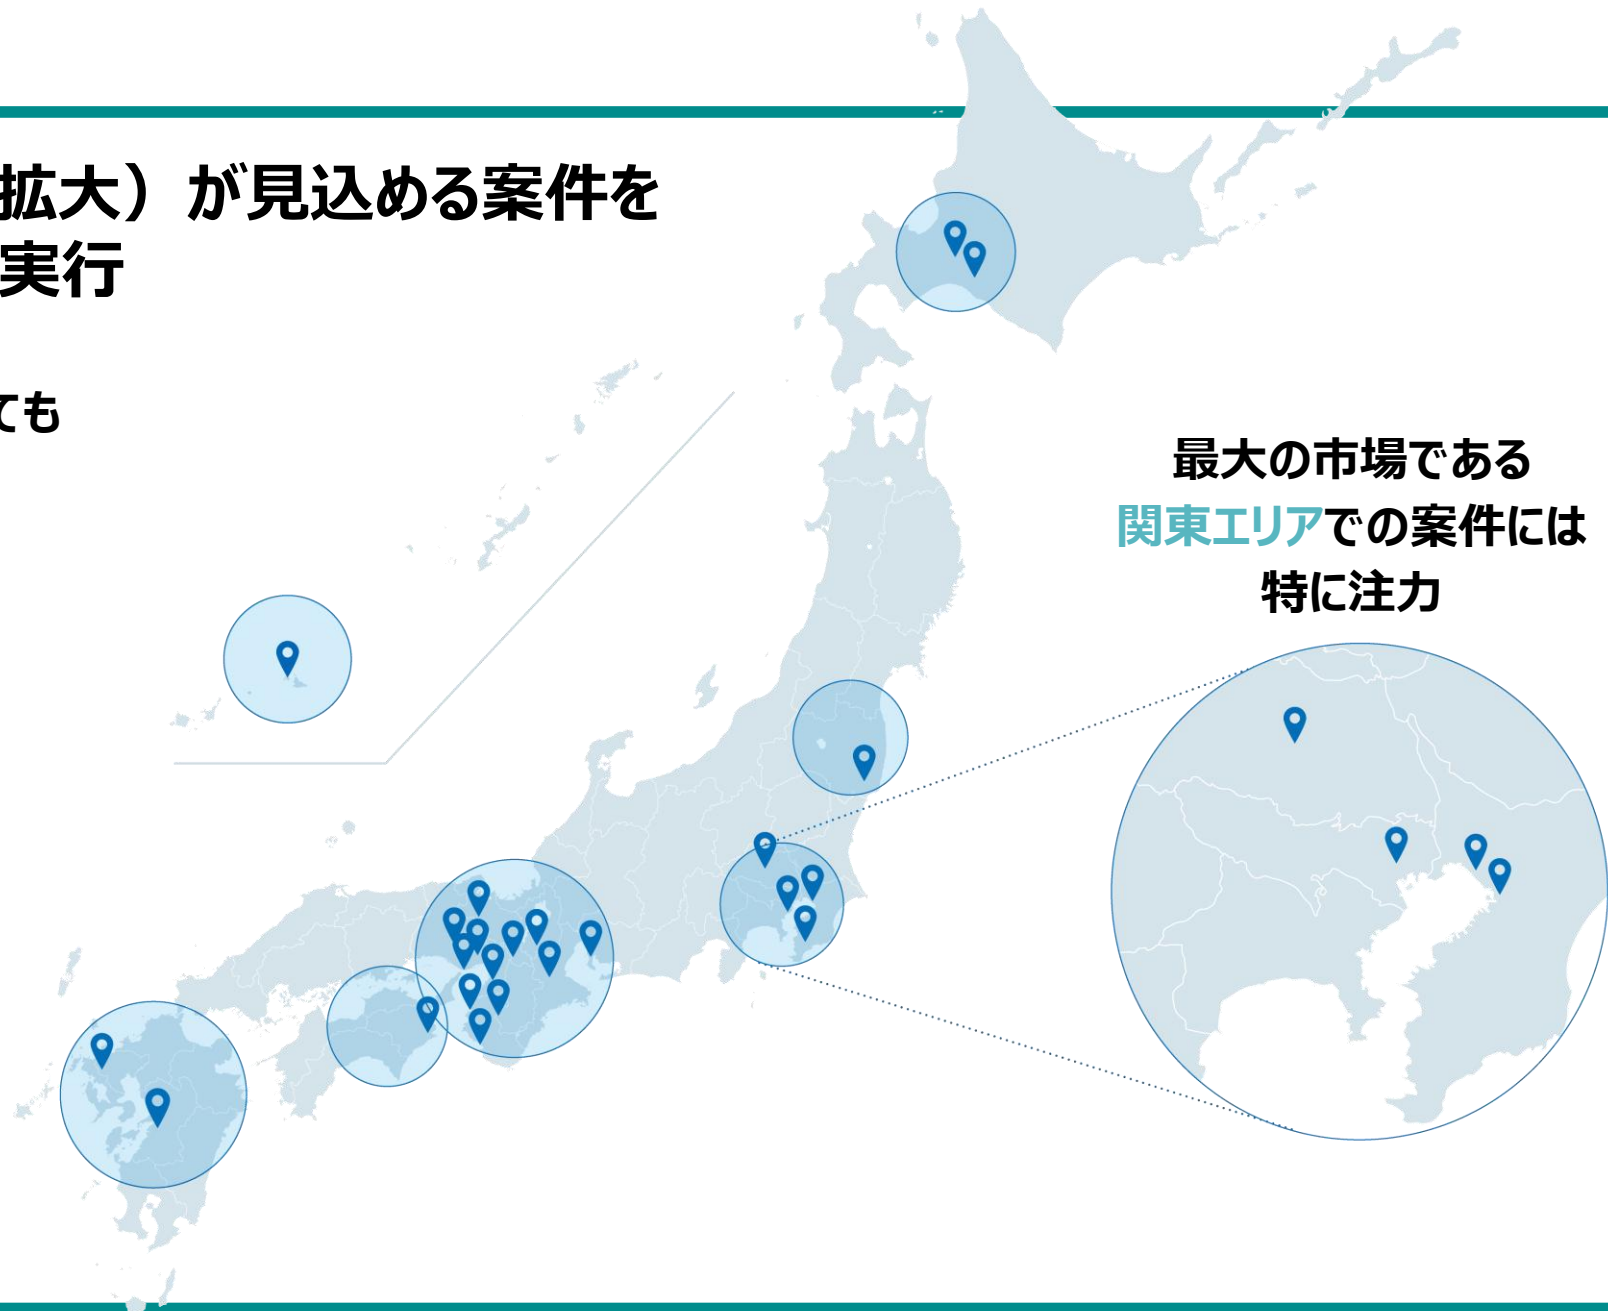 拡大）が見込める案件を
実行
ても
最大の市場である
関東エリアでの案件には
特に注力